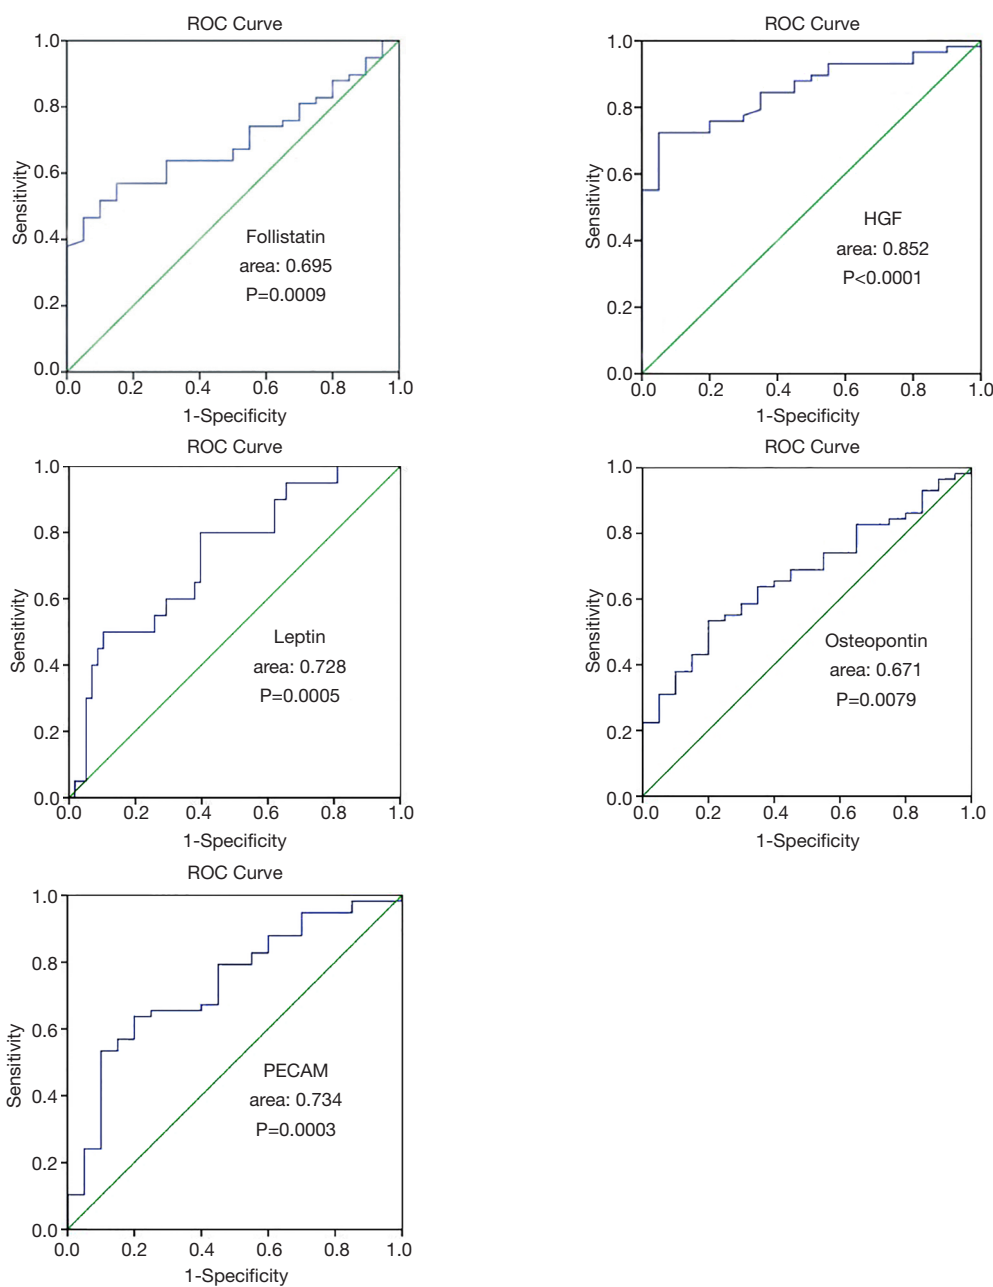 ROC Curve
1.0
0.8
0.6
0.4
0.2
0.0
Sensitivity
Follistatin
area: 0.695
P=0.0009
0.0 0.2 0.4 0.6 0.8 1.0
1-Specificity
ROC Curve
1.0
0.8
0.6
0.4
0.2
0.0
Sensitivity
HGF
area: 0.852
P<0.0001
0.0 0.2 0.4 0.6 0.8 1.0
1-Specificity
ROC Curve
1.0
0.8
0.6
0.4
0.2
0.0
Sensitivity
Leptin
area: 0.728
P=0.0005
0.0 0.2 0.4 0.6 0.8 1.0
1-Specificity
ROC Curve
1.0
0.8
0.6
0.4
0.2
0.0
Sensitivity
Osteopontin
area: 0.671
P=0.0079
0.0 0.2 0.4 0.6 0.8 1.0
1-Specificity
ROC Curve
1.0
0.8
0.6
0.4
0.2
0.0
Sensitivity
PECAM
area: 0.734
P=0.0003
0.0 0.2 0.4 0.6 0.8 1.0
1-Specificity